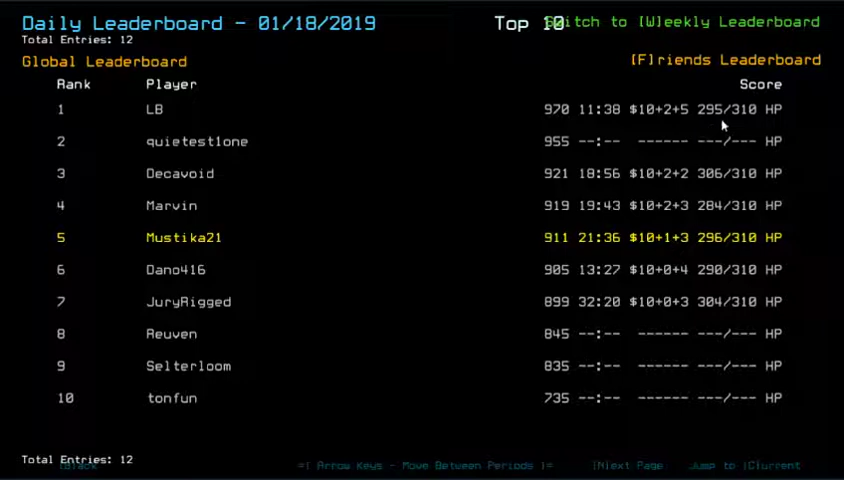 Daily Leaderboard - 01/18/2019 Top 10 Switch to [W]eekly Leaderboard
Total Entries: 12
Global Leaderboard [F]riends Leaderboard
Rank Player Score
1 LB 970 11:38 $10+2+5 295/310 HP
2 quietest1one 955 --:-- ------ ---/--- HP
3 Decavoid 921 18:56 $10+2+2 306/310 HP
4 Marvin 919 19:43 $10+2+3 284/310 HP
5 Mustika21 911 21:36 $10+1+3 296/310 HP
6 Dano416 905 13:27 $10+0+4 290/310 HP
7 JuryRigged 899 32:20 $10+0+3 304/310 HP
8 Reuven 845 --:-- ------ ---/--- HP
9 Selterloom 835 --:-- ------ ---/--- HP
10 tonfun 735 --:-- ------ ---/--- HP
Total Entries: 12
[B]ack =[ Arrow Keys - Move Between Periods ]= [N]ext Page Jump to [C]urrent